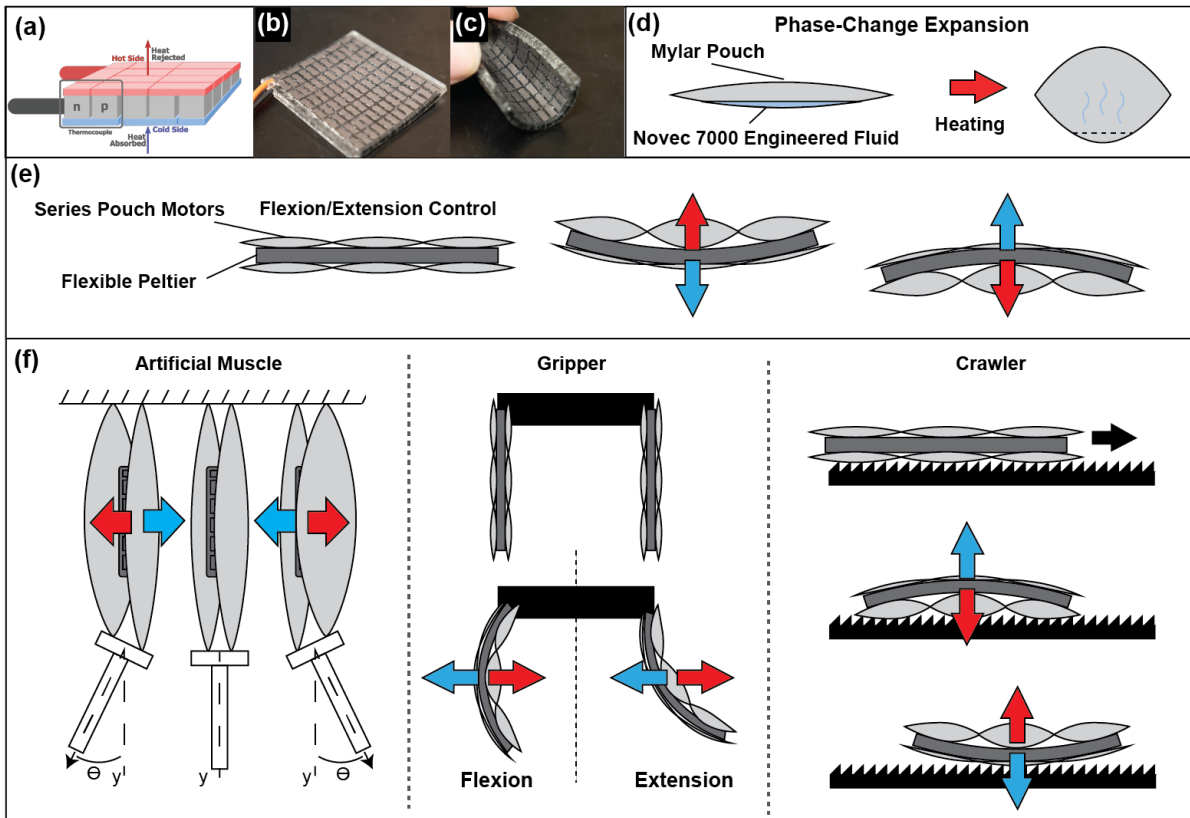 (a)
Heat
Rejected
Hot Side
n p
Thermocouple
Cold Side
Heat
Absorbed
(b)
(c)
(d)
Phase-Change Expansion
Mylar Pouch
Heating
Novec 7000 Engineered Fluid
(e)
Series Pouch Motors
Flexion/Extension Control
Flexible Peltier
(f)
Artificial Muscle
Gripper
Crawler
Θ y y y Θ
Flexion
Extension